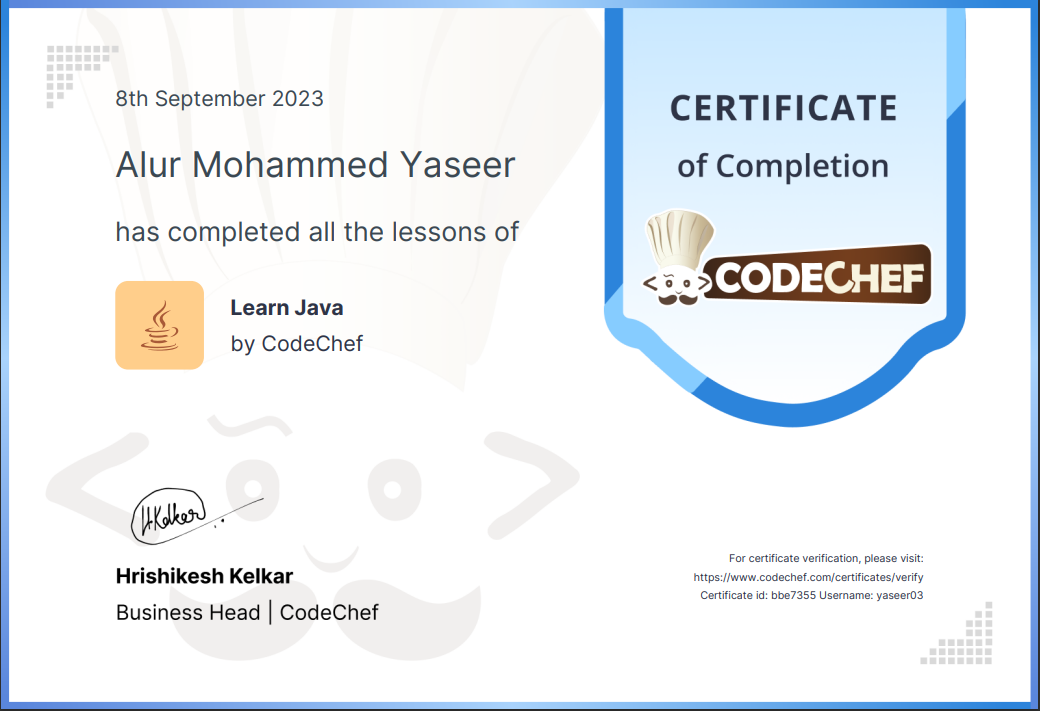 8th September 2023
Alur Mohammed Yaseer
has completed all the lessons of
Learn Java
by CodeChef
CERTIFICATE
of Completion
CODECHEF
H.Kelkar
Hrishikesh Kelkar
Business Head | CodeChef
For certificate verification, please visit:
https://www.codechef.com/certificates/verify
Certificate id: bbe7355 Username: yaseer03